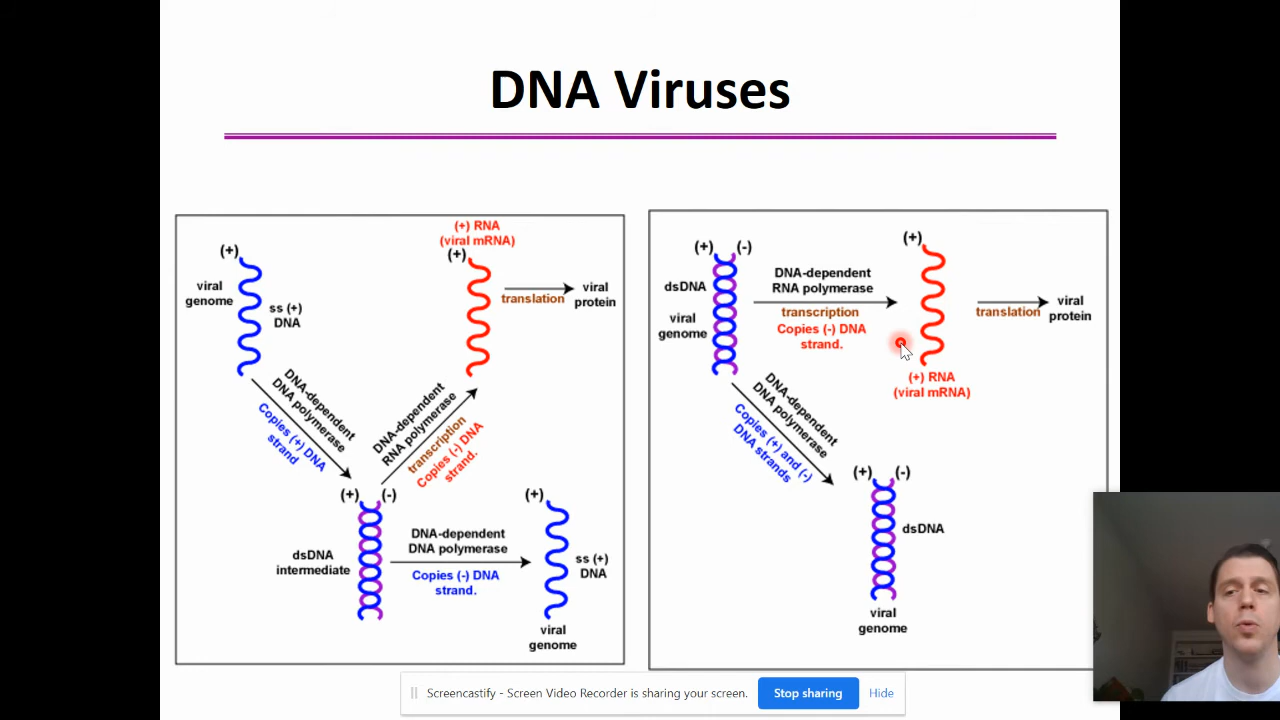 DNA Viruses
(+) RNA
(viral mRNA)
(+)
(+)
viral
genome
ss (+)
DNA
translation
viral
protein
DNA-dependent
DNA polymerase
Copies (+) DNA
strand
DNA-dependent
RNA polymerase
transcription
Copies (-) DNA
strand.
(+)
(-)
dsDNA
intermediate
DNA-dependent
DNA polymerase
Copies (-) DNA
strand.
(+)
ss (+)
DNA
viral
genome
(+)
(-)
dsDNA
viral
genome
DNA-dependent
RNA polymerase
transcription
Copies (-) DNA
strand.
(+)
(+) RNA
(viral mRNA)
translation
viral
protein
DNA-dependent
DNA polymerase
Copies (+) and (-)
DNA strands
(+)
(-)
dsDNA
viral
genome
Screencastify - Screen Video Recorder is sharing your screen.
Stop sharing
Hide